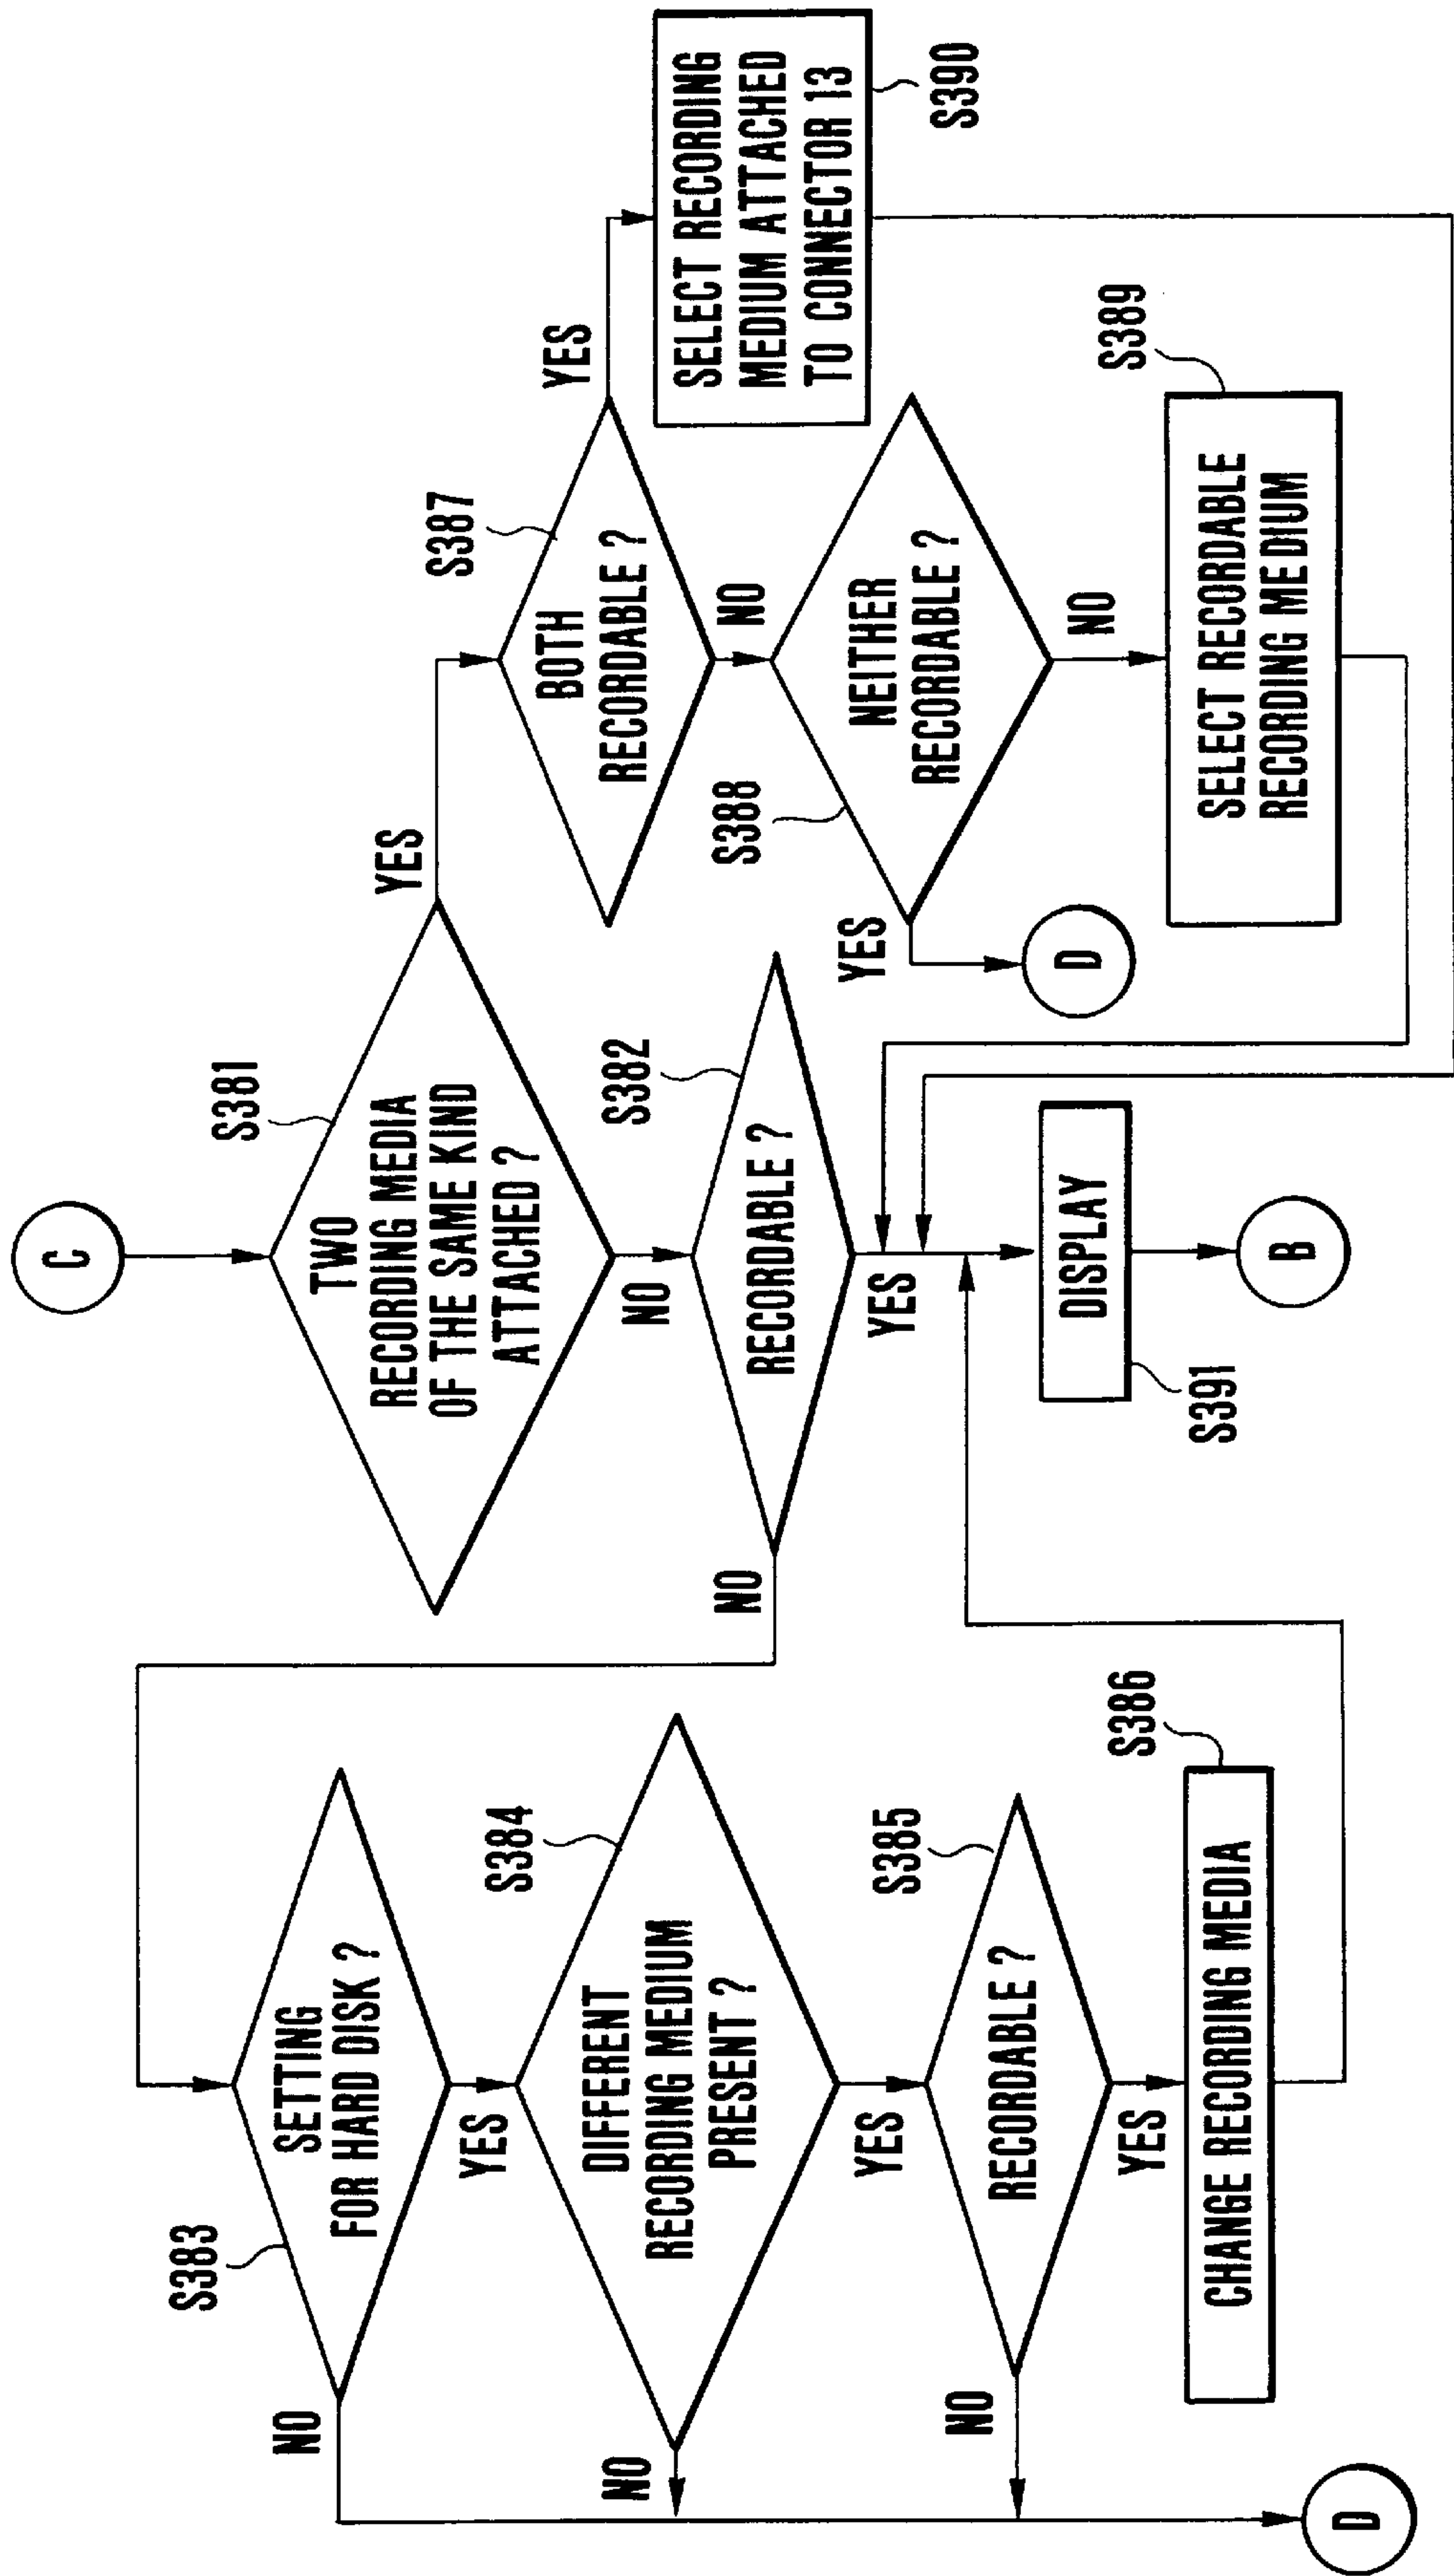 C
S381
TWO
RECORDING MEDIA
OF THE SAME KIND
ATTACHED ?
YES
NO
S382
RECORDABLE ?
NO
YES
S383
SETTING
FOR HARD DISK ?
NO
YES
S384
DIFFERENT
RECORDING MEDIUM
PRESENT ?
NO
YES
S385
RECORDABLE ?
NO
YES
S386
CHANGE RECORDING MEDIA
D
S387
BOTH
RECORDABLE ?
YES
NO
S390
SELECT RECORDING
MEDIUM ATTACHED
TO CONNECTOR 13
S388
NEITHER
RECORDABLE ?
YES
NO
D
S389
SELECT RECORDABLE
RECORDING MEDIUM
DISPLAY
S391
B